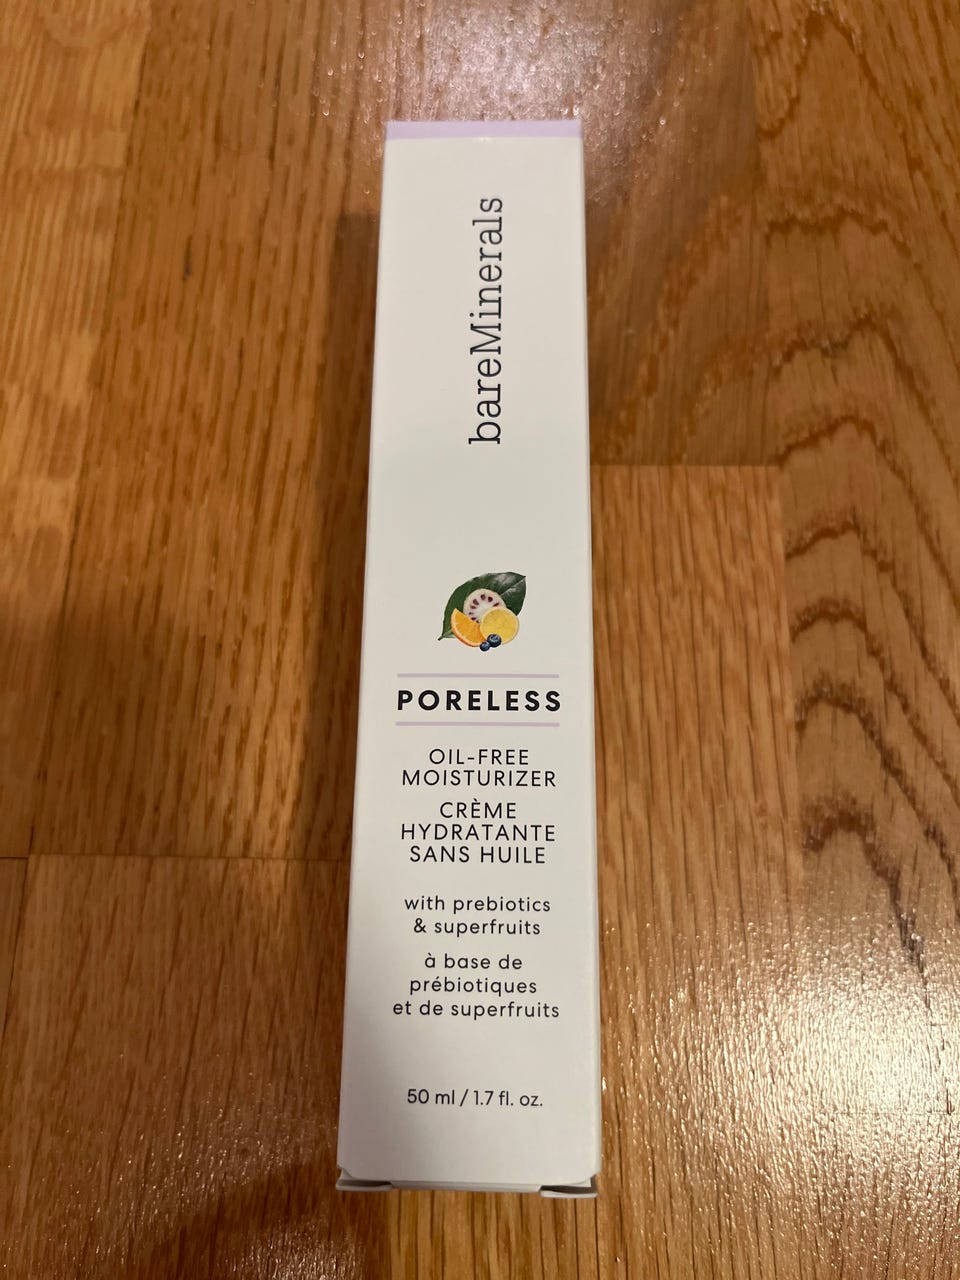 bareMinerals
PORELESS
OIL-FREE
MOISTURIZER
CRÈME
HYDRATANTE
SANS HUILE
with prebiotics
& superfruits
à base de
prébiotiques
et de superfruits
50 ml / 1.7 fl. oz.